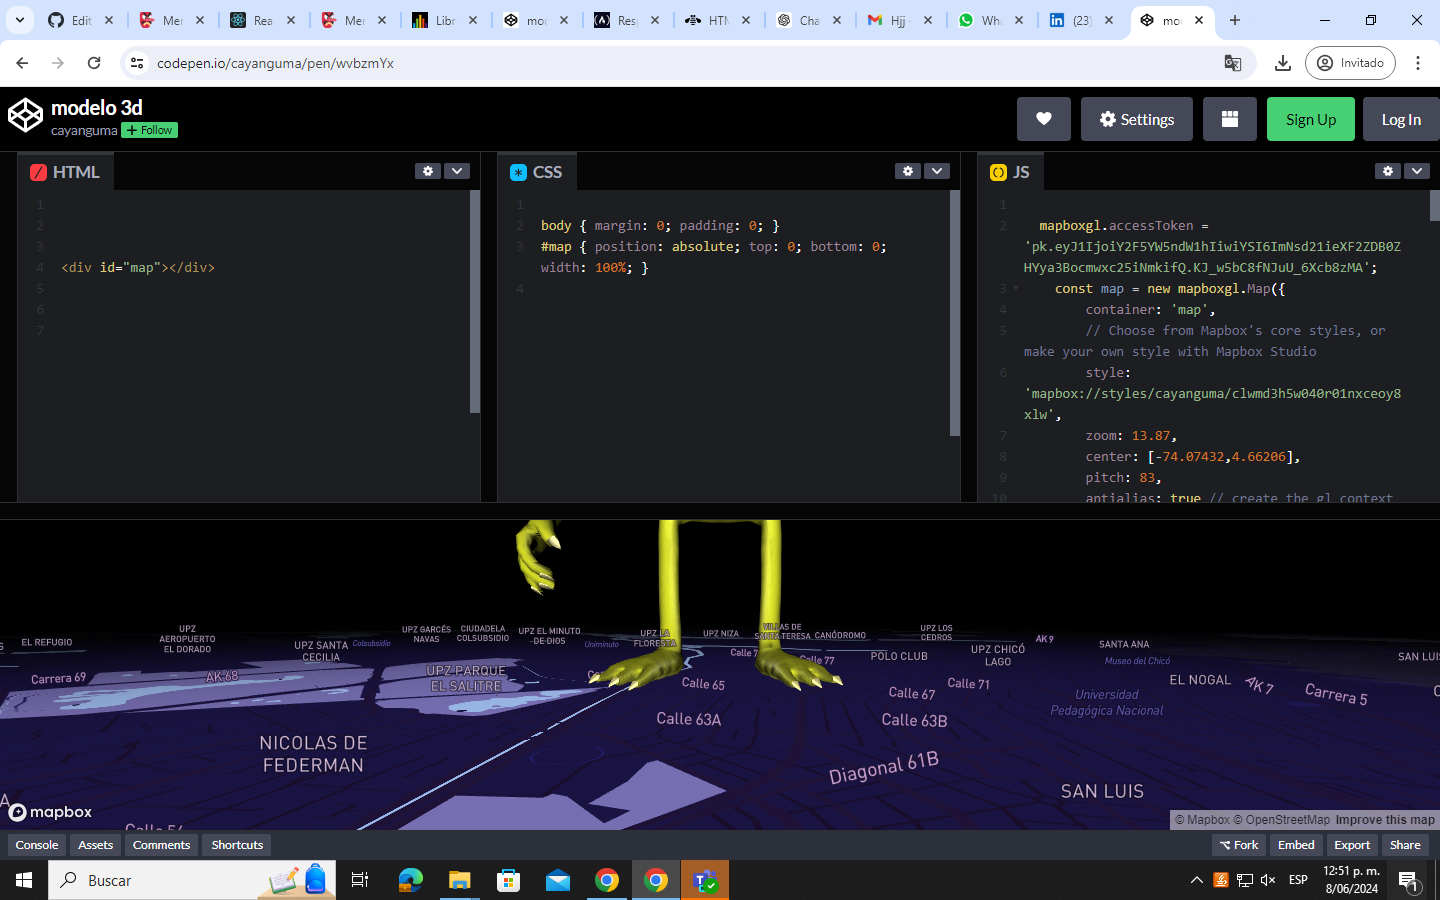 Edit
Mer
Rea
Mer
Libr
mod
Resp
HTM
Cha
Hjj -
Wha
(23)
mod
codepen.io/cayanguma/pen/wvbzmYx
Invitado
modelo 3d
cayanguma + Follow
Settings
Sign Up
Log In
HTML
CSS
JS
1
2
3
4 <div id="map"></div>
5
6
7
1
2 body { margin: 0; padding: 0; }
3 #map { position: absolute; top: 0; bottom: 0;
width: 100%; }
4
1
2 mapboxgl.accessToken =
'pk.eyJ1IjoiY2F5YW5ndW1hIiwiYSI6ImNsd21ieXF2ZDB0Z
HYya3Bocmwxc25iNmkifQ.KJ_w5bC8fNJuU_6Xcb8zMA';
3 const map = new mapboxgl.Map({
4 container: 'map',
5 // Choose from Mapbox's core styles, or
make your own style with Mapbox Studio
6 style:
'mapbox://styles/cayanguma/clwmd3h5w040r01nxceoy8
xlw',
7 zoom: 13.87,
8 center: [-74.07432,4.66206],
9 pitch: 83,
10 antialias: true // create the gl context
EL REFUGIO
UPZ
AEROPUERTO
EL DORADO
UPZ SANTA
CECILIA
Colsubsidio
UPZ GARCÉS
NAVAS
CIUDADELA
COLSUBSIDIO
UPZ EL MINUTO
DE DIOS
Uniminuto
UPZ LA
FLORESTA
UPZ NIZA
VILLAS DE
SANTA TERESA
CANÓDROMO
UPZ LOS
CEDROS
AK 9
SANTA ANA
Carrera 69
AK 68
UPZ PARQUE
EL SALITRE
Calle 7
77
POLO CLUB
UPZ CHICÓ
LAGO
Museo del Chicó
SAN LUIS
Calle 65
Calle 67
Calle 71
Universidad
Pedagógica Nacional
EL NOGAL
AK 7
Carrera 5
Calle 63A
Calle 63B
NICOLAS DE
FEDERMAN
Diagonal 61B
SAN LUIS
mapbox
© Mapbox © OpenStreetMap Improve this map
Console
Assets
Comments
Shortcuts
Fork
Embed
Export
Share
Buscar
ESP
12:51 p. m.
8/06/2024
1